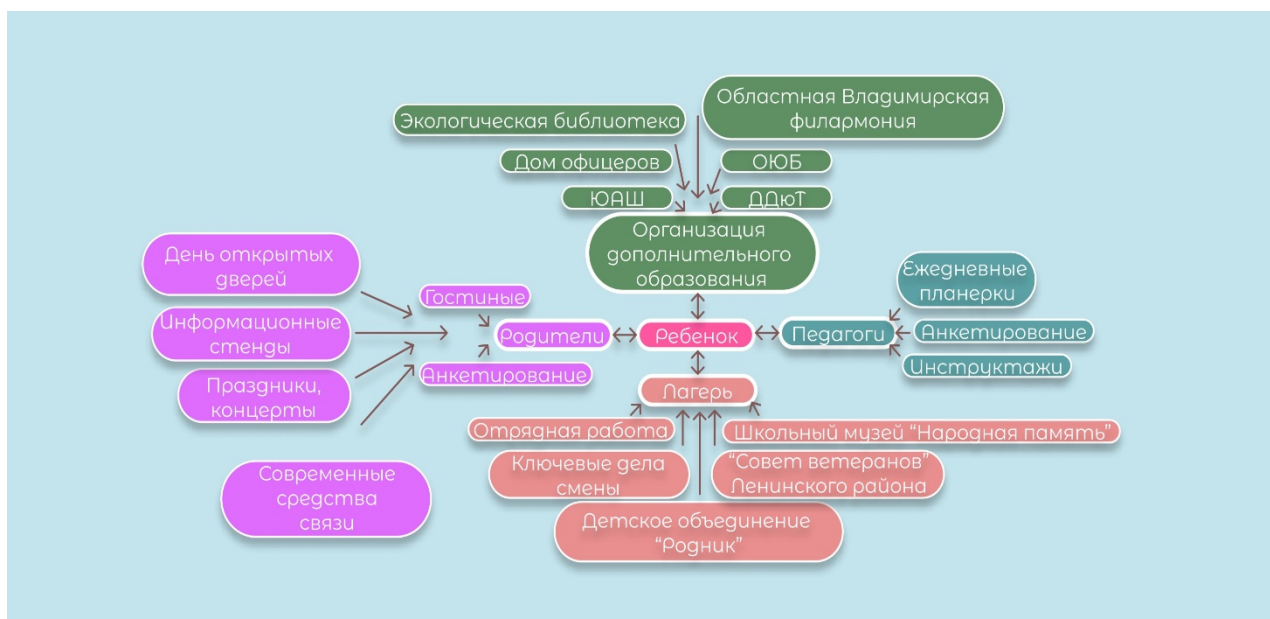 Областная Владимирская
филармония
Экологическая библиотека
Дом офицеров
ОЮБ
ЮАШ
ДДюТ
Организация
дополнительного
образования
День открытых
дверей
Гостиные
Информационные
стенды
Родители
Ребенок
Педагоги
Ежедневные
планерки
Анкетирование
Инструктажи
Праздники,
концерты
Анкетирование
Современные
средства
связи
Лагерь
Отрядная работа
Школьный музей “Народная память”
Ключевые дела
смены
“Совет ветеранов”
Ленинского района
Детское объединение
“Родник”